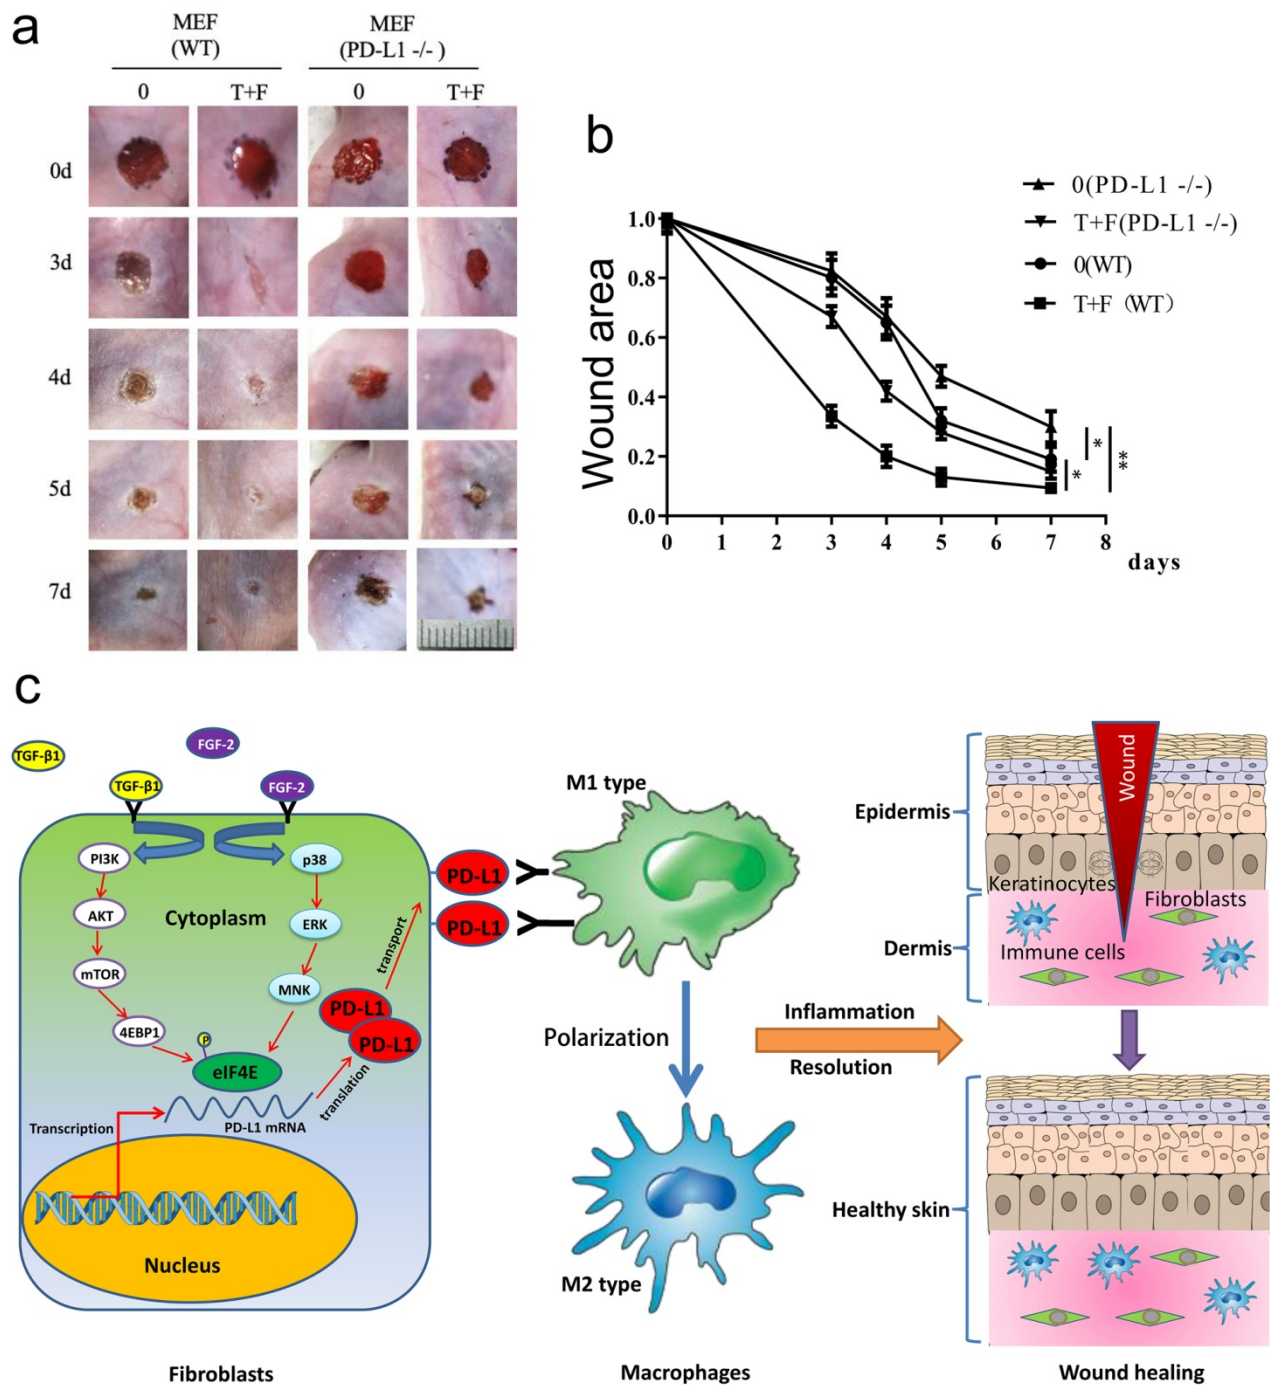 a
MEF
(WT)
MEF
(PD-L1 -/- )
0
T+F
0
T+F
0d
3d
4d
5d
7d
b
0(PD-L1 -/-)
T+F(PD-L1 -/-)
0(WT)
T+F (WT)
Wound area
1.0
0.8
0.6
0.4
0.2
0.0
0
1
2
3
4
5
6
7
8
days
*
*
**
c
TGF-β1
FGF-2
TGF-β1
FGF-2
PI3K
p38
AKT
Cytoplasm
ERK
mTOR
MNK
4EBP1
P
eIF4E
PD-L1
PD-L1
transport
translation
PD-L1 mRNA
Transcription
Nucleus
Fibroblasts
PD-L1
PD-L1
M1 type
Polarization
M2 type
Macrophages
Inflammation
Resolution
Epidermis
Dermis
Wound
Keratinocytes
Fibroblasts
Immune cells
Healthy skin
Wound healing